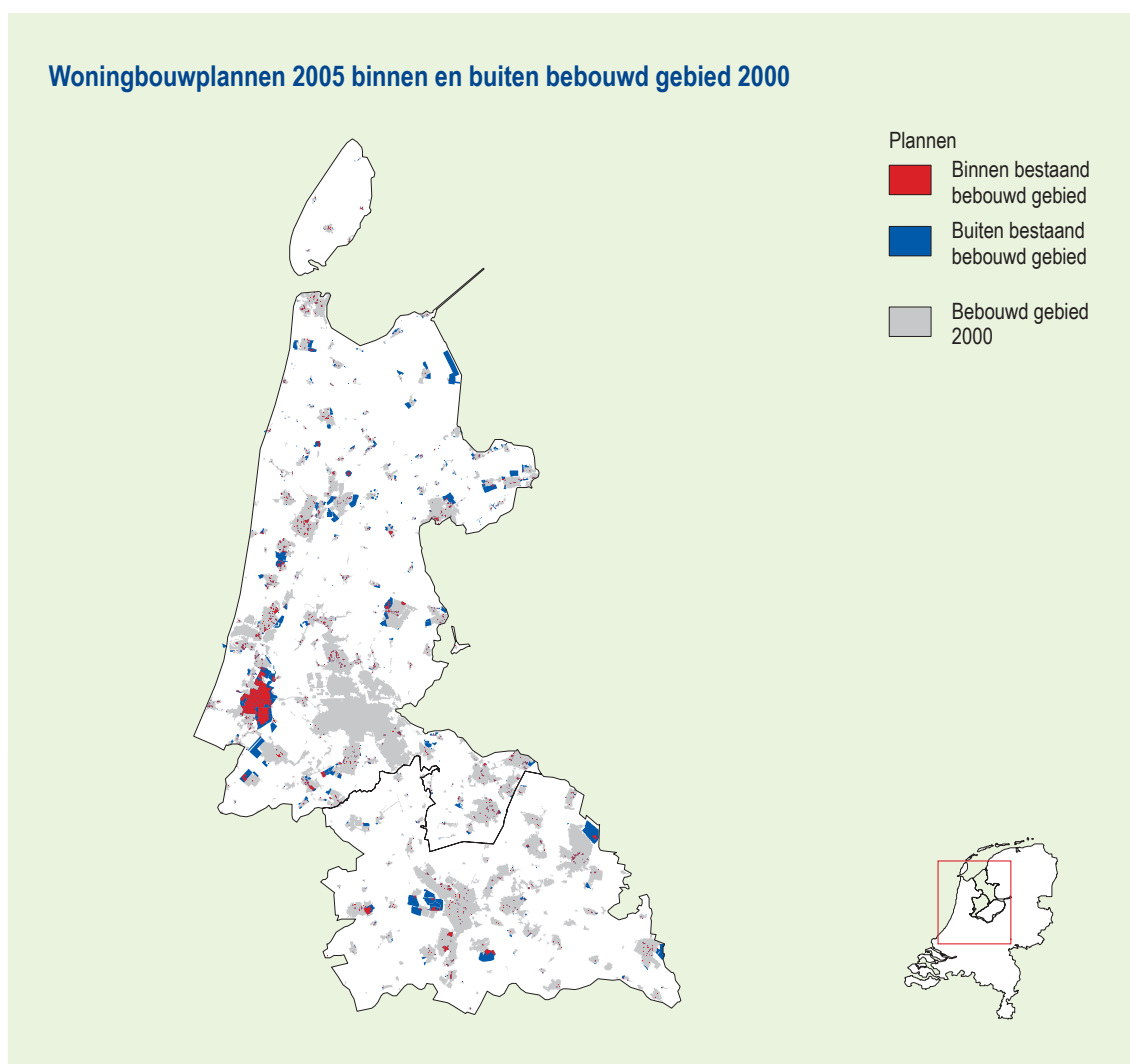 Woningbouwplannen 2005 binnen en buiten bebouwd gebied 2000
Plannen
Binnen bestaand
bebouwd gebied
Buiten bestaand
bebouwd gebied
Bebouwd gebied
2000